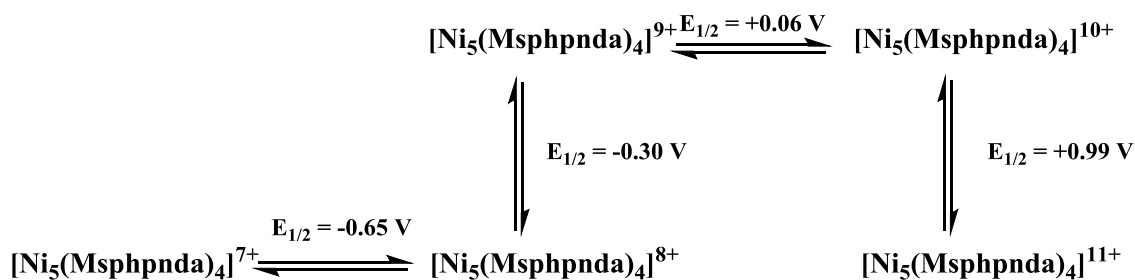 [Ni5(Msphpnda)4]9+ E1/2 = +0.06 V [Ni5(Msphpnda)4]10+
E1/2 = -0.30 V E1/2 = +0.99 V
E1/2 = -0.65 V
[Ni5(Msphpnda)4]7+ [Ni5(Msphpnda)4]8+ [Ni5(Msphpnda)4]11+